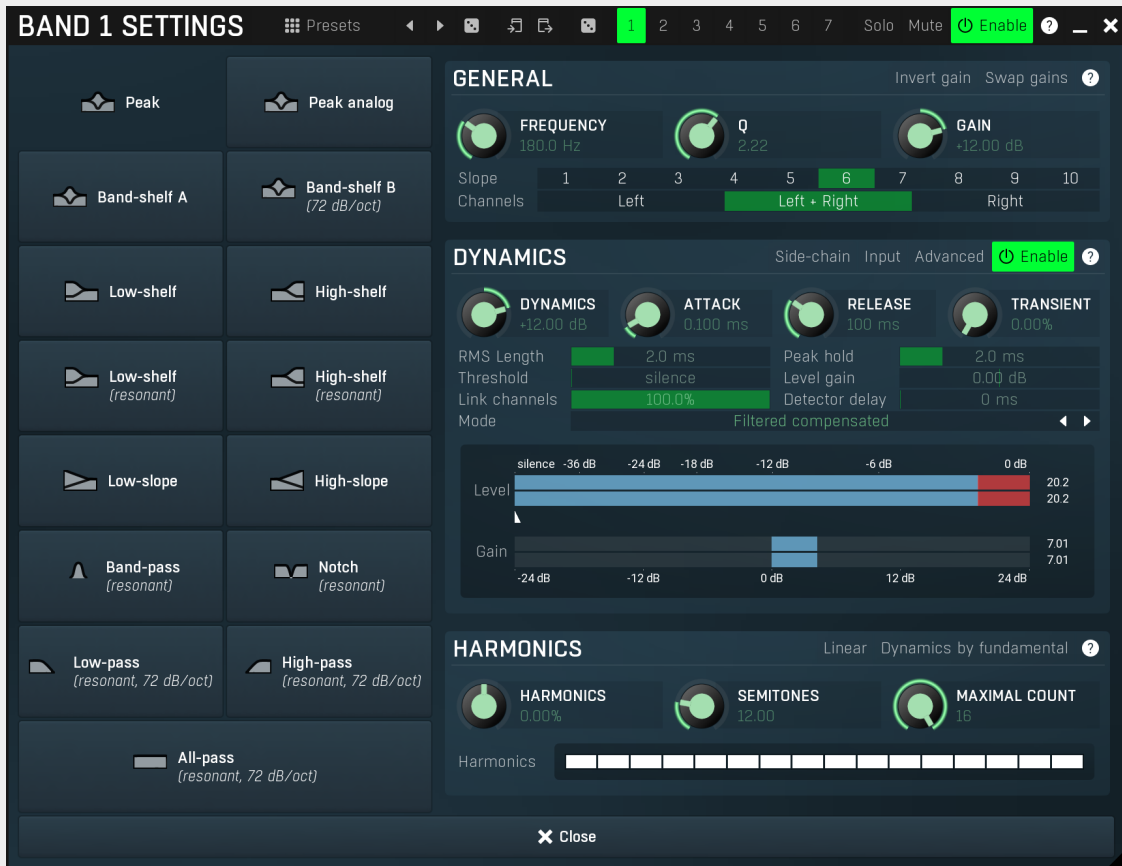 BAND 1 SETTINGS Presets 1 2 3 4 5 6 7 Solo Mute Enable ?
Peak
Peak analog
Band-shelf A
Band-shelf B
(72 dB/oct)
Low-shelf
High-shelf
Low-shelf
(resonant)
High-shelf
(resonant)
Low-slope
High-slope
Band-pass
(resonant)
Notch
(resonant)
Low-pass
(resonant, 72 dB/oct)
High-pass
(resonant, 72 dB/oct)
All-pass
(resonant, 72 dB/oct)
GENERAL Invert gain Swap gains ?
FREQUENCY
180.0 Hz
Q
2.22
GAIN
+12.00 dB
Slope 1 2 3 4 5 6 7 8 9 10
Channels Left Left + Right Right
DYNAMICS Side-chain Input Advanced Enable ?
DYNAMICS
+12.00 dB
ATTACK
0.100 ms
RELEASE
100 ms
TRANSIENT
0.00%
RMS Length 2.0 ms Peak hold 2.0 ms
Threshold silence Level gain 0.00 dB
Link channels 100.0% Detector delay 0 ms
Mode Filtered compensated
silence -36 dB -24 dB -18 dB -12 dB -6 dB 0 dB
Level 20.2
20.2
Gain 7.01
7.01
-24 dB -12 dB 0 dB 12 dB 24 dB
HARMONICS Linear Dynamics by fundamental ?
HARMONICS
0.00%
SEMITONES
12.00
MAXIMAL COUNT
16
Harmonics
Close